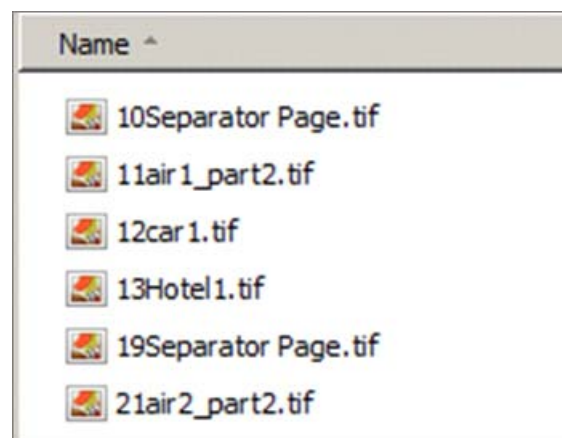 Name
10Separator Page.tif
11air1_part2.tif
12car1.tif
13Hotel1.tif
19Separator Page.tif
21air2_part2.tif